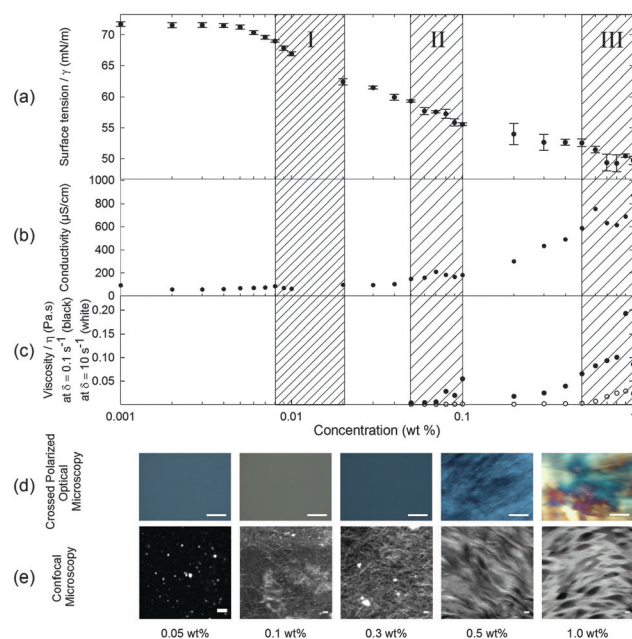 I
II
III
(a)
Surface tension / γ (mN/m)
70
65
60
55
50
(b)
Conductivity (μS/cm)
1000
800
600
400
200
0
(c)
Viscosity / η (Pa.s)
at δ = 0.1 s⁻¹ (black)
at δ = 10 s⁻¹ (white)
0.20
0.15
0.10
0.05
0.001
0.01
0.1
1
Concentration (wt %)
(d)
Crossed Polarized
Optical
Microscopy
(e)
Confocal
Microscopy
0.05 wt%
0.1 wt%
0.3 wt%
0.5 wt%
1.0 wt%